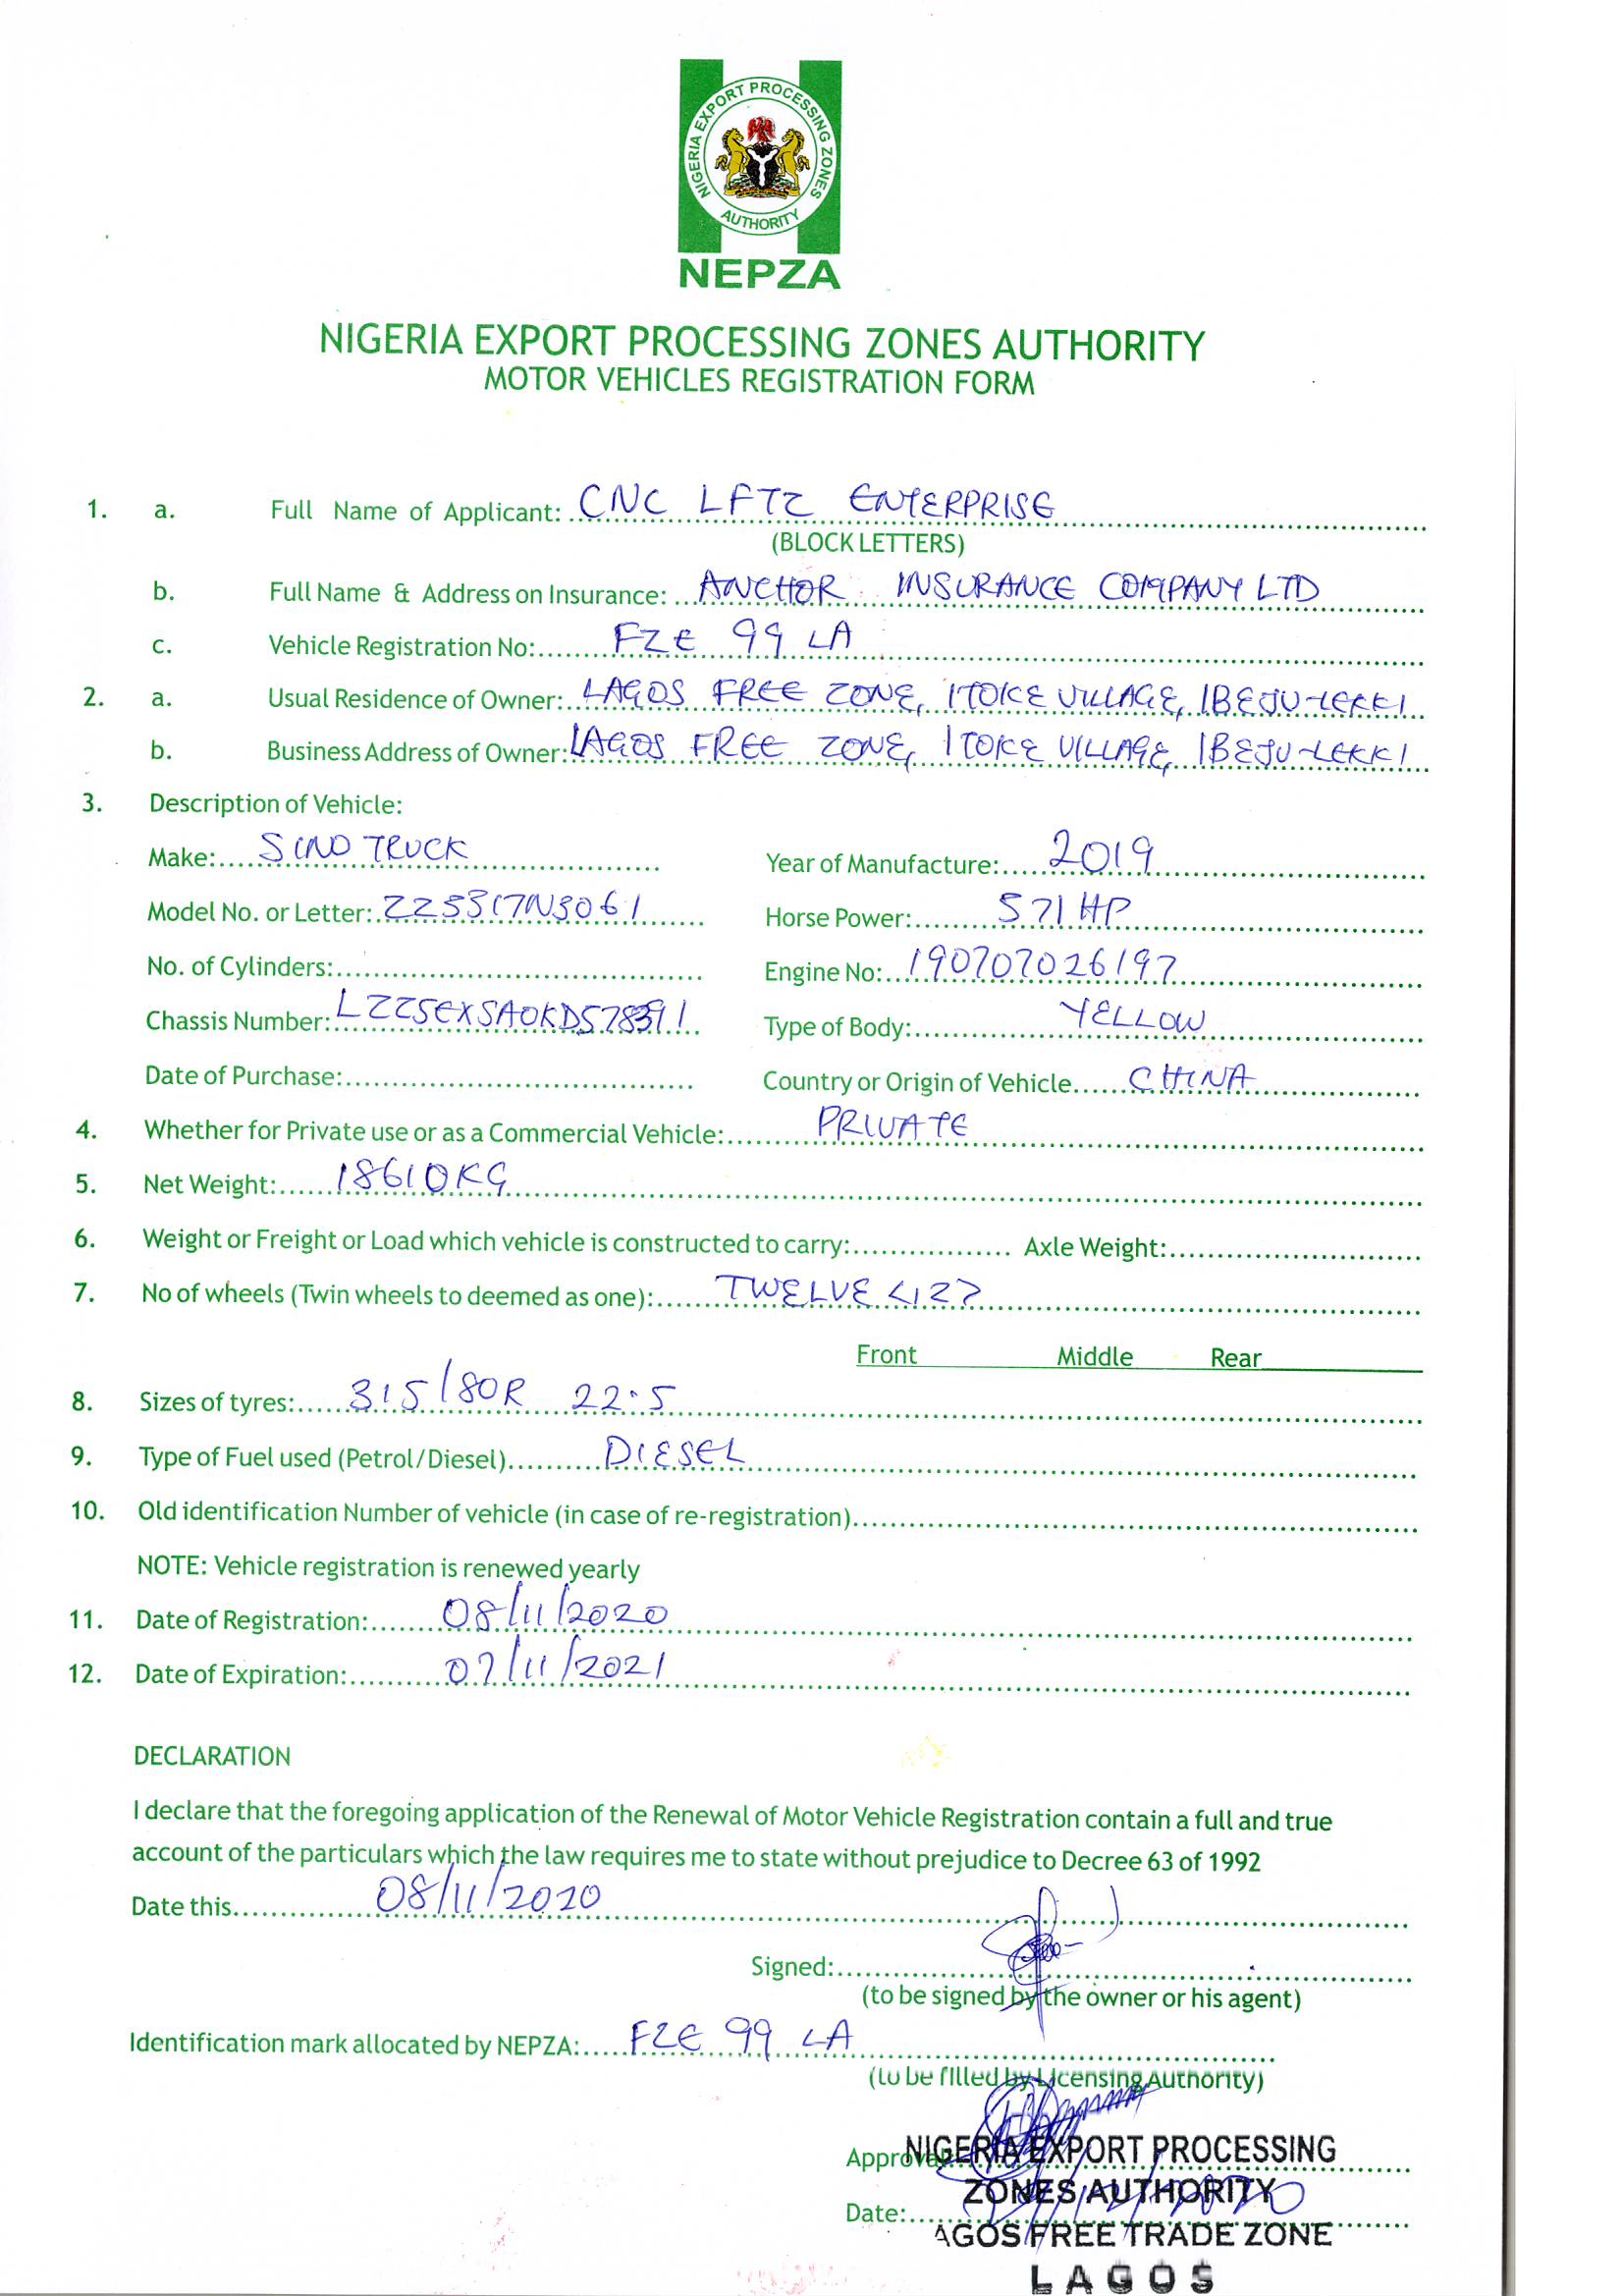 NIGERIA EXPORT PROCESSING ZONES
AUTHORITY
NEPZA
NIGERIA EXPORT PROCESSING ZONES AUTHORITY
MOTOR VEHICLES REGISTRATION FORM
1. a. Full Name of Applicant: CNC LFTZ ENTERPRISE
(BLOCK LETTERS)
b. Full Name & Address on Insurance: ANCHOR INSURANCE COMPANY LTD
c. Vehicle Registration No: FZE 99 LA
2. a. Usual Residence of Owner: LAGOS FREE ZONE, ITOKE VILLAGE, IBEJU-LEKKI
b. Business Address of Owner: LAGOS FREE ZONE, ITOKE VILLAGE, IBEJU-LEKKI
3. Description of Vehicle:
Make: SINO TRUCK Year of Manufacture: 2019
Model No. or Letter: ZZ5317N3061 Horse Power: 371 HP
No. of Cylinders: Engine No: 190707026197
Chassis Number: Type of Body: YELLOW
Date of Purchase: Country or Origin of Vehicle CHINA
4. Whether for Private use or as a Commercial Vehicle: PRIVATE
5. Net Weight: 18610KG
6. Weight or Freight or Load which vehicle is constructed to carry: Axle Weight:
7. No of wheels (Twin wheels to deemed as one): TWELVE <12>
Front Middle Rear
8. Sizes of tyres: 315/80R 22.5
9. Type of Fuel used (Petrol/Diesel) DIESEL
10. Old identification Number of vehicle (in case of re-registration)
NOTE: Vehicle registration is renewed yearly
11. Date of Registration: 08/11/2020
12. Date of Expiration: 07/11/2021
DECLARATION
I declare that the foregoing application of the Renewal of Motor Vehicle Registration contain a full and true
account of the particulars which the law requires me to state without prejudice to Decree 63 of 1992
Date this 08/11/2020
Signed:
(to be signed by the owner or his agent)
Identification mark allocated by NEPZA: FZE 99 LA
(to be filled by Licensing Authority)
NIGERIA EXPORT PROCESSING
ZONES AUTHORITY
Date:
AGOS FREE TRADE ZONE
LAGOS